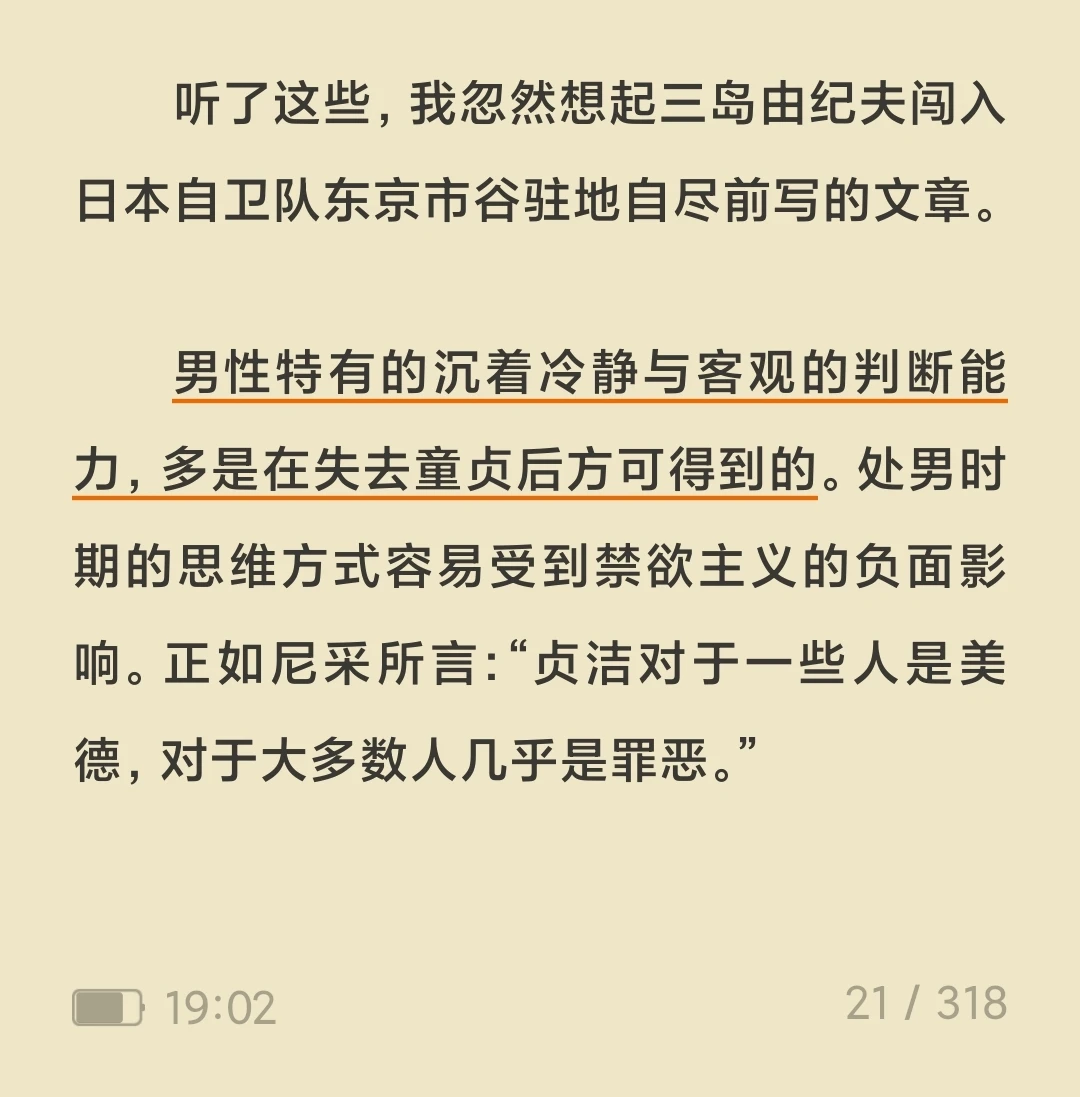 听了这些，我忽然想起三岛由纪夫闯入
日本自卫队东京市谷驻地自尽前写的文章。
男性特有的沉着冷静与客观的判断能
力，多是在失去童贞后方可得到的。处男时
期的思维方式容易受到禁欲主义的负面影
响。正如尼采所言：“贞洁对于一些人是美
德，对于大多数人几乎是罪恶。”
19:02
21 / 318